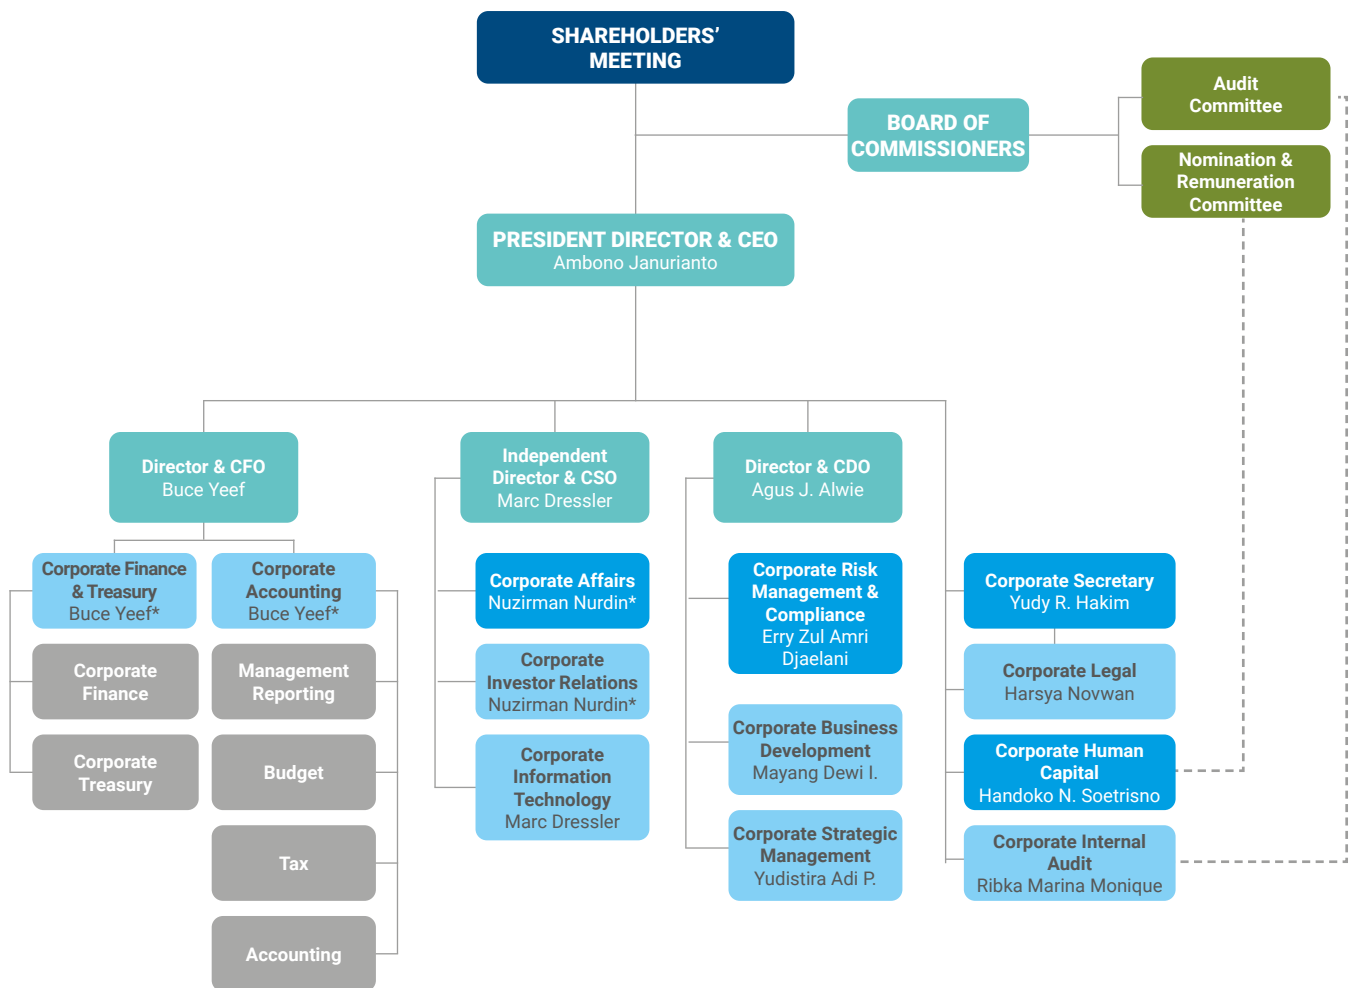 SHAREHOLDERS'
MEETING
BOARD OF
COMMISSIONERS
Audit
Committee
Nomination &
Remuneration
Committee
PRESIDENT DIRECTOR & CEO
Ambono Janurianto
Director & CFO
Buce Yeef
Independent
Director & CSO
Marc Dressler
Director & CDO
Agus J. Alwie
Corporate Finance
& Treasury
Buce Yeef*
Corporate
Accounting
Buce Yeef*
Corporate Affairs
Nuzirman Nurdin*
Corporate Risk
Management &
Compliance
Erry Zul Amri
Djaelani
Corporate Secretary
Yudy R. Hakim
Corporate
Finance
Management
Reporting
Corporate
Investor Relations
Nuzirman Nurdin*
Corporate Legal
Harsya Novwan
Corporate
Treasury
Budget
Corporate
Information
Technology
Marc Dressler
Corporate Business
Development
Mayang Dewi I.
Corporate Human
Capital
Handoko N. Soetrisno
Tax
Corporate Strategic
Management
Yudistira Adi P.
Corporate Internal
Audit
Ribka Marina Monique
Accounting